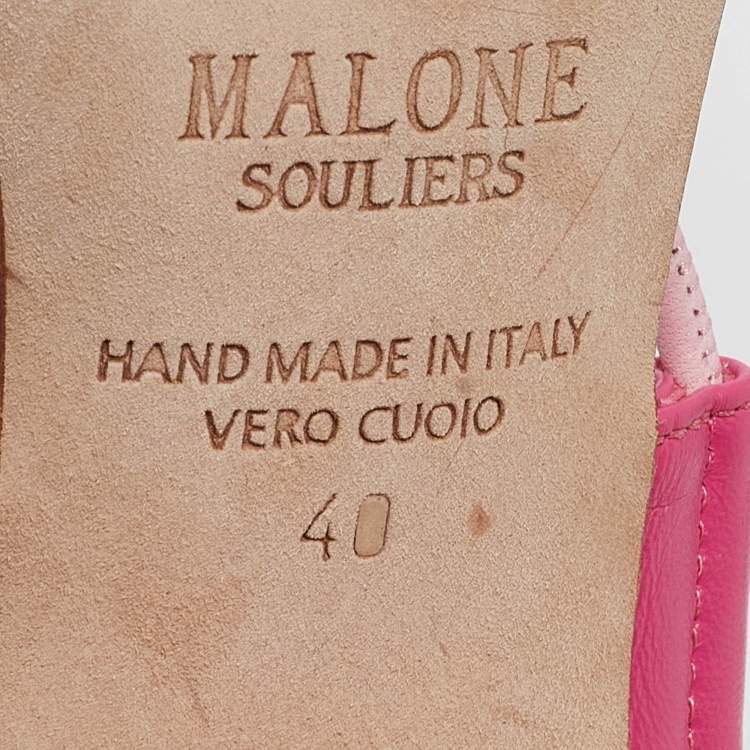 MALONE
SOULIERS
HAND MADE IN ITALY
VERO CUOIO
40